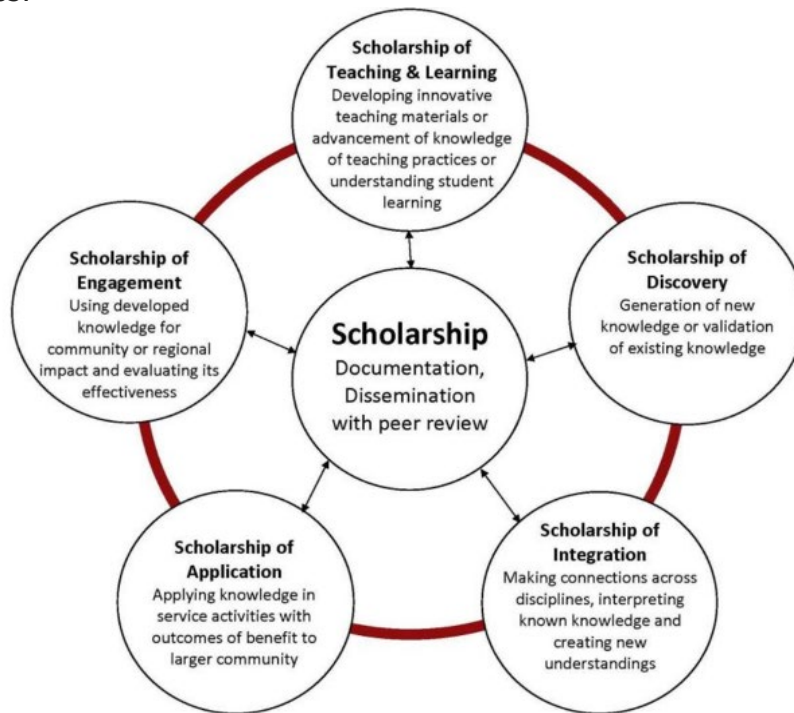 Scholarship of
Teaching & Learning
Developing innovative
teaching materials or
advancement of knowledge
of teaching practices or
understanding student
learning
Scholarship of
Engagement
Using developed
knowledge for
community or regional
impact and evaluating its
effectiveness
Scholarship of
Discovery
Generation of new
knowledge or validation
of existing knowledge
Scholarship
Documentation,
Dissemination
with peer review
Scholarship of
Application
Applying knowledge in
service activities with
outcomes of benefit to
larger community
Scholarship of
Integration
Making connections across
disciplines, interpreting
known knowledge and
creating new
understandings